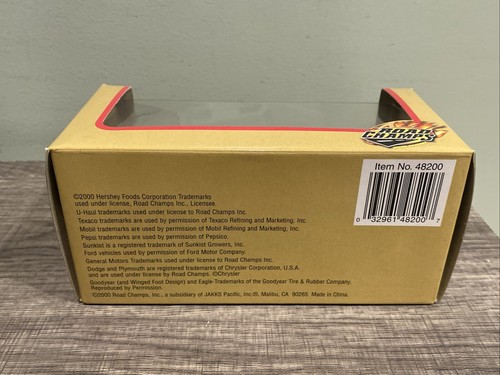 ROAD
CHAMPS
Item No. 48200
0 32961 48200 7
©2000 Hershey Foods Corporation Trademarks
used under license, Road Champs Inc., Licensee.
U-Haul trademarks used under license to Road Champs Inc.
Texaco trademarks are used by permission of Texaco Refining and Marketing, Inc.
Mobil trademarks are used by permission of Mobil Refining and Marketing, Inc.
Pepsi trademarks are used by permission of Pepsico.
Sunkist is a registered trademark of Sunkist Growers, Inc.
Ford vehicles used by permission of Ford Motor Company.
General Motors Trademarks used under license to Road Champs Inc.
Dodge and Plymouth are registered trademarks of Chrysler Corporation, U.S.A.
and are used under license by Road Champs. ©Chrysler
Goodyear (and Winged Foot Design) and Eagle-Trademarks of the Goodyear Tire & Rubber Company.
Reproduced by Permission.
©2000 Road Champs, Inc., a subsidiary of JAKKS Pacific, Inc.®, Malibu, CA 90265. Made in China.